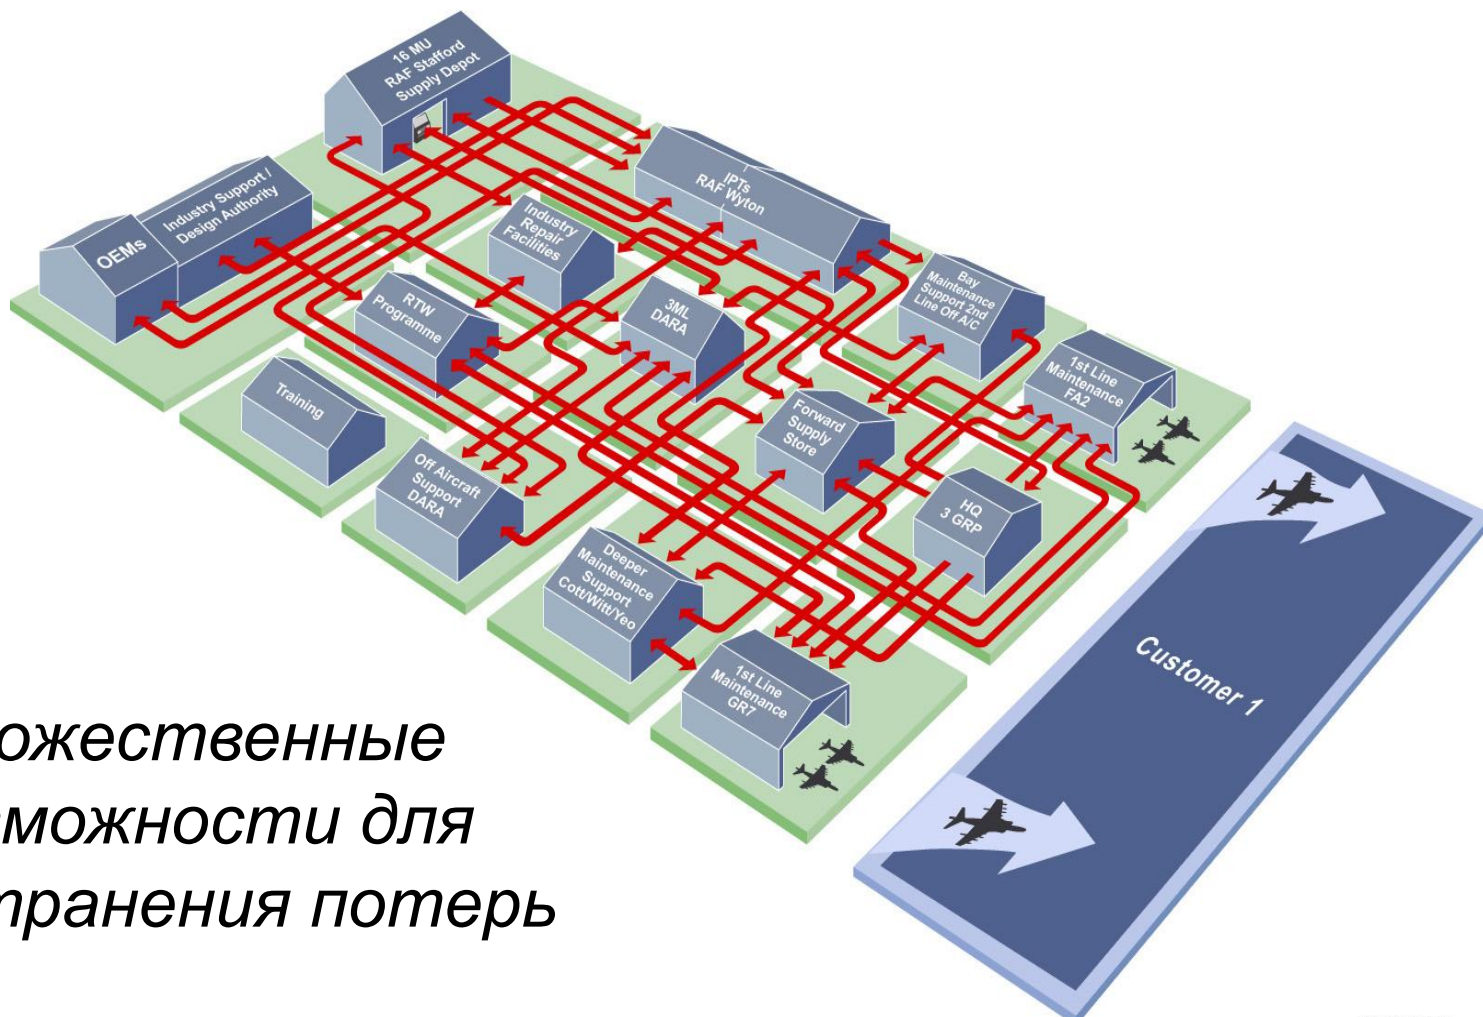 16 MU
RAF Stafford
Supply Depot
IPTs
RAF Wyton
Industry Support /
Design Authority
OEMs
Industry
Repair
Facilities
Bay
Maintenance
Support 2nd
Line Off A/C
RTW
Programme
3ML
DARA
1st Line
Maintenance
FA2
Training
Forward
Supply
Store
Off Aircraft
Support
DARA
HQ
3 GRP
Deeper
Maintenance
Support
Cott/Witt/Yeo
1st Line
Maintenance
GR7
Customer 1
ожественные
зможности для
транения потерь